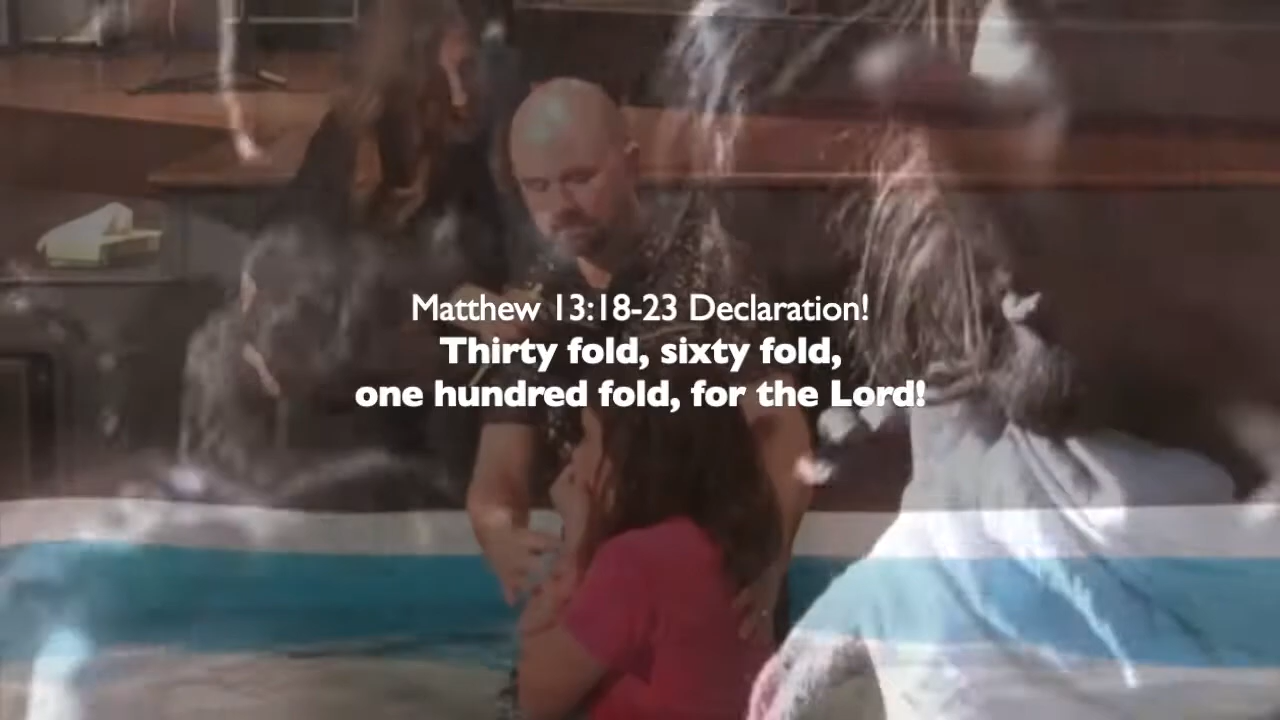 Matthew 13:18-23 Declaration!
Thirty fold, sixty fold,
one hundred fold, for the Lord!